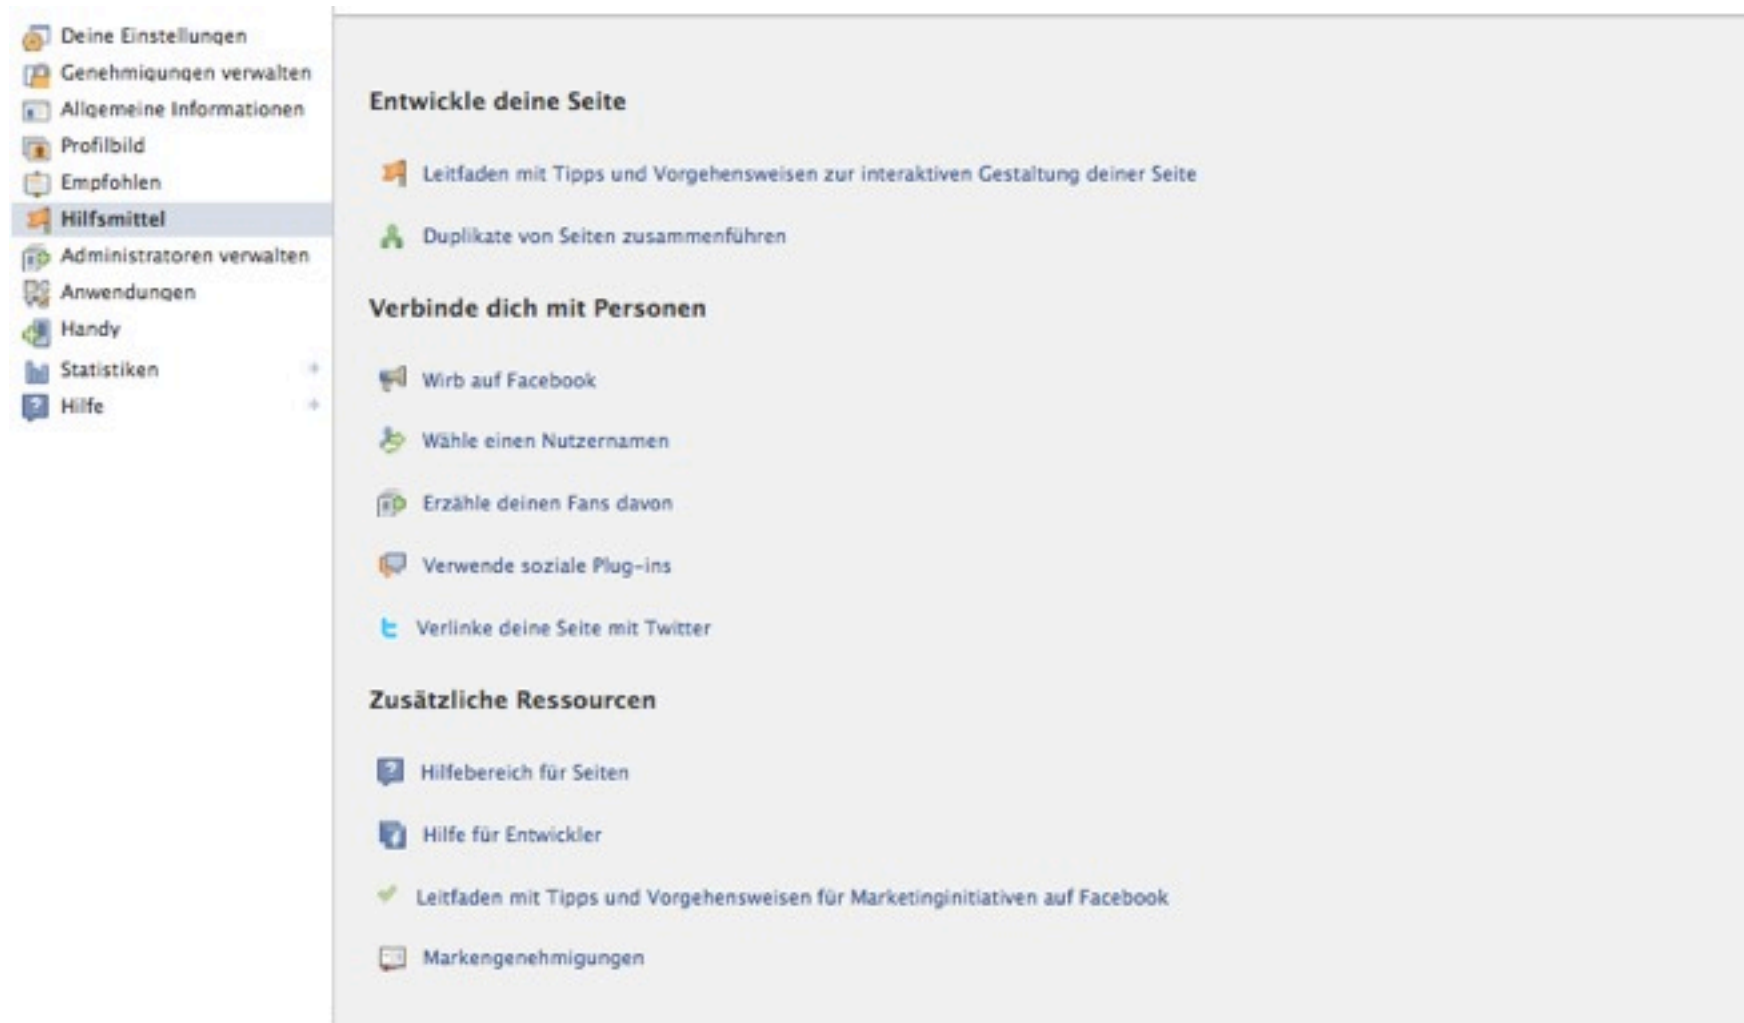 Deine Einstellungen
Genehmigungen verwalten
Allgemeine Informationen
Profilbild
Empfohlen
Hilfsmittel
Administratoren verwalten
Anwendungen
Handy
Statistiken
Hilfe
Entwickle deine Seite
Leitfaden mit Tipps und Vorgehensweisen zur interaktiven Gestaltung deiner Seite
Duplikate von Seiten zusammenführen
Verbinde dich mit Personen
Wirb auf Facebook
Wähle einen Nutzernamen
Erzähle deinen Fans davon
Verwende soziale Plug-ins
Verlinke deine Seite mit Twitter
Zusätzliche Ressourcen
Hilfebereich für Seiten
Hilfe für Entwickler
Leitfaden mit Tipps und Vorgehensweisen für Marketinginitiativen auf Facebook
Markengenehmigungen